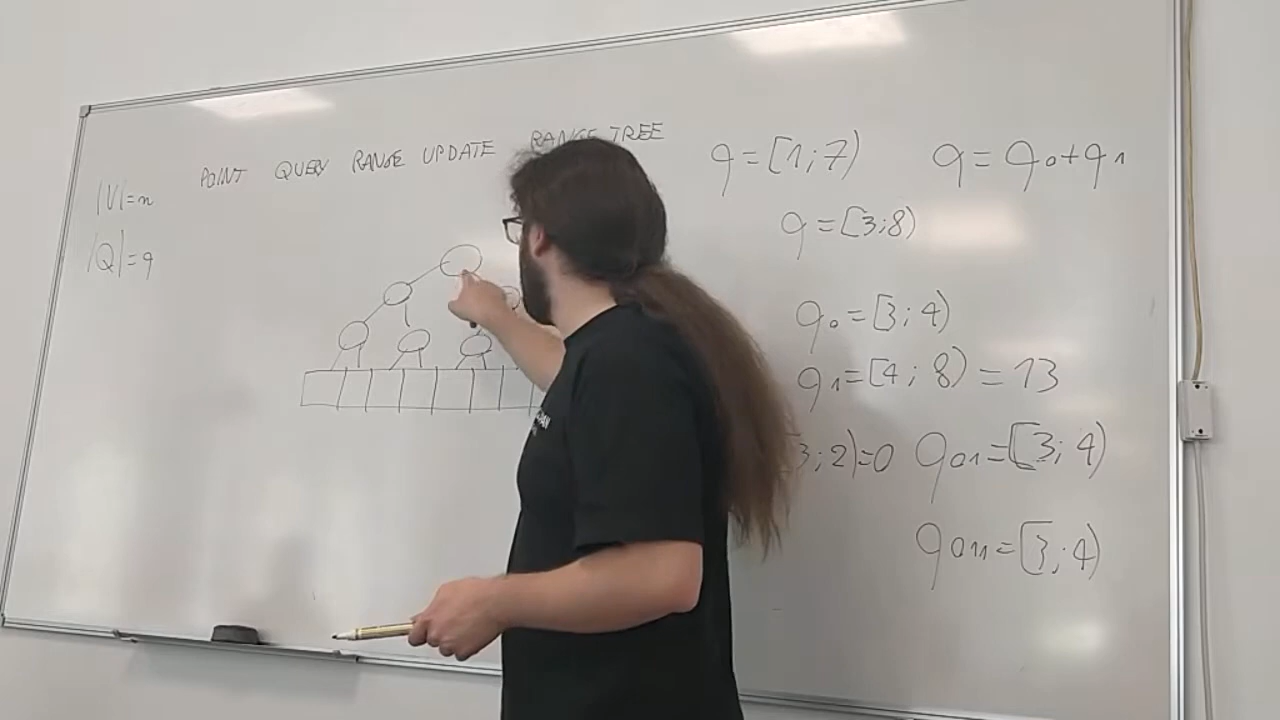 POINT QUERY RANGE UPDATE RANGE TREE
|V|=n
|Q|=q
q=[1;7)
q=q0+q1
q=[3;8)
q0=[3;4)
q1=[4;8)=13
3;2)=0
q01=[3;4)
q011=[3;4)